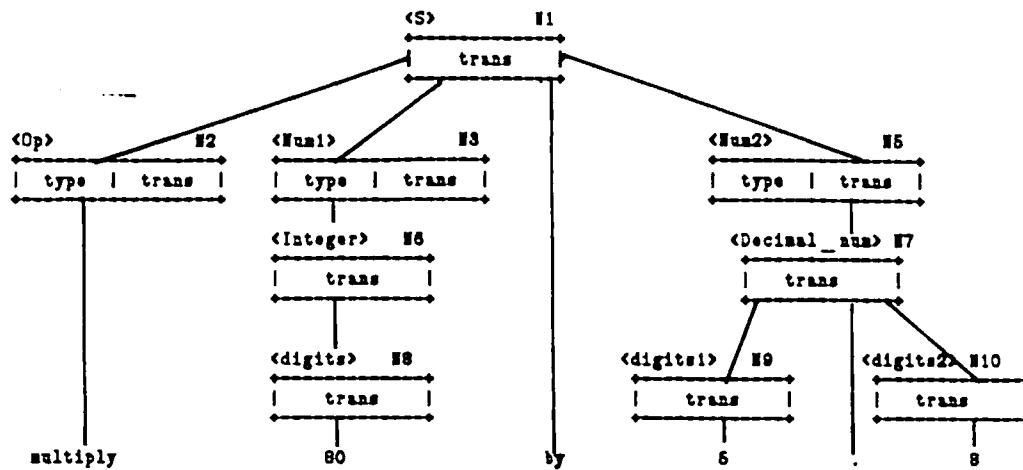 <S> N1
trans
<Op> N2 <Num1> N3 <Num2> N5
| type | trans | | type | trans | | type | trans |
<Integer> N6 <Decimal_num> N7
| trans | | trans |
<digits> N8 <digits1> N9 <digits2> N10
| trans | | trans | | trans
multiply 80 by 5 . 8